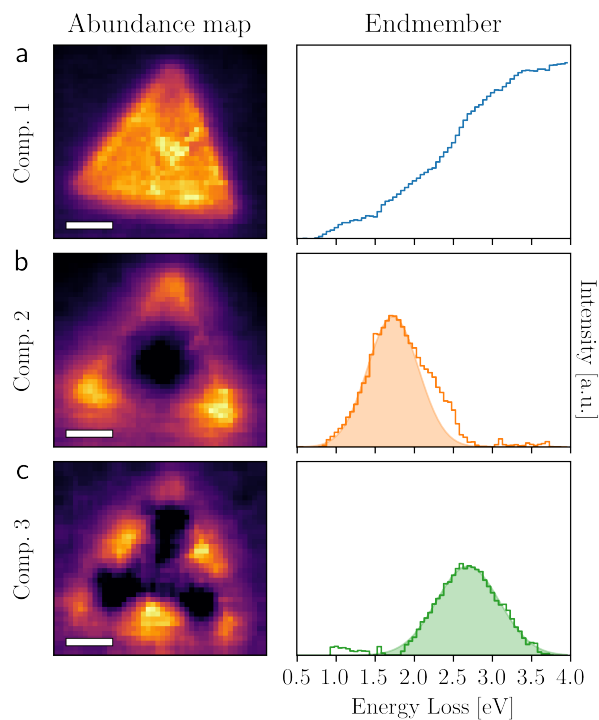 Abundance map Endmember
a
Comp. 1
b
Comp. 2
Intensity [a.u.]
c
Comp. 3
0.5 1.0 1.5 2.0 2.5 3.0 3.5 4.0
Energy Loss [eV]